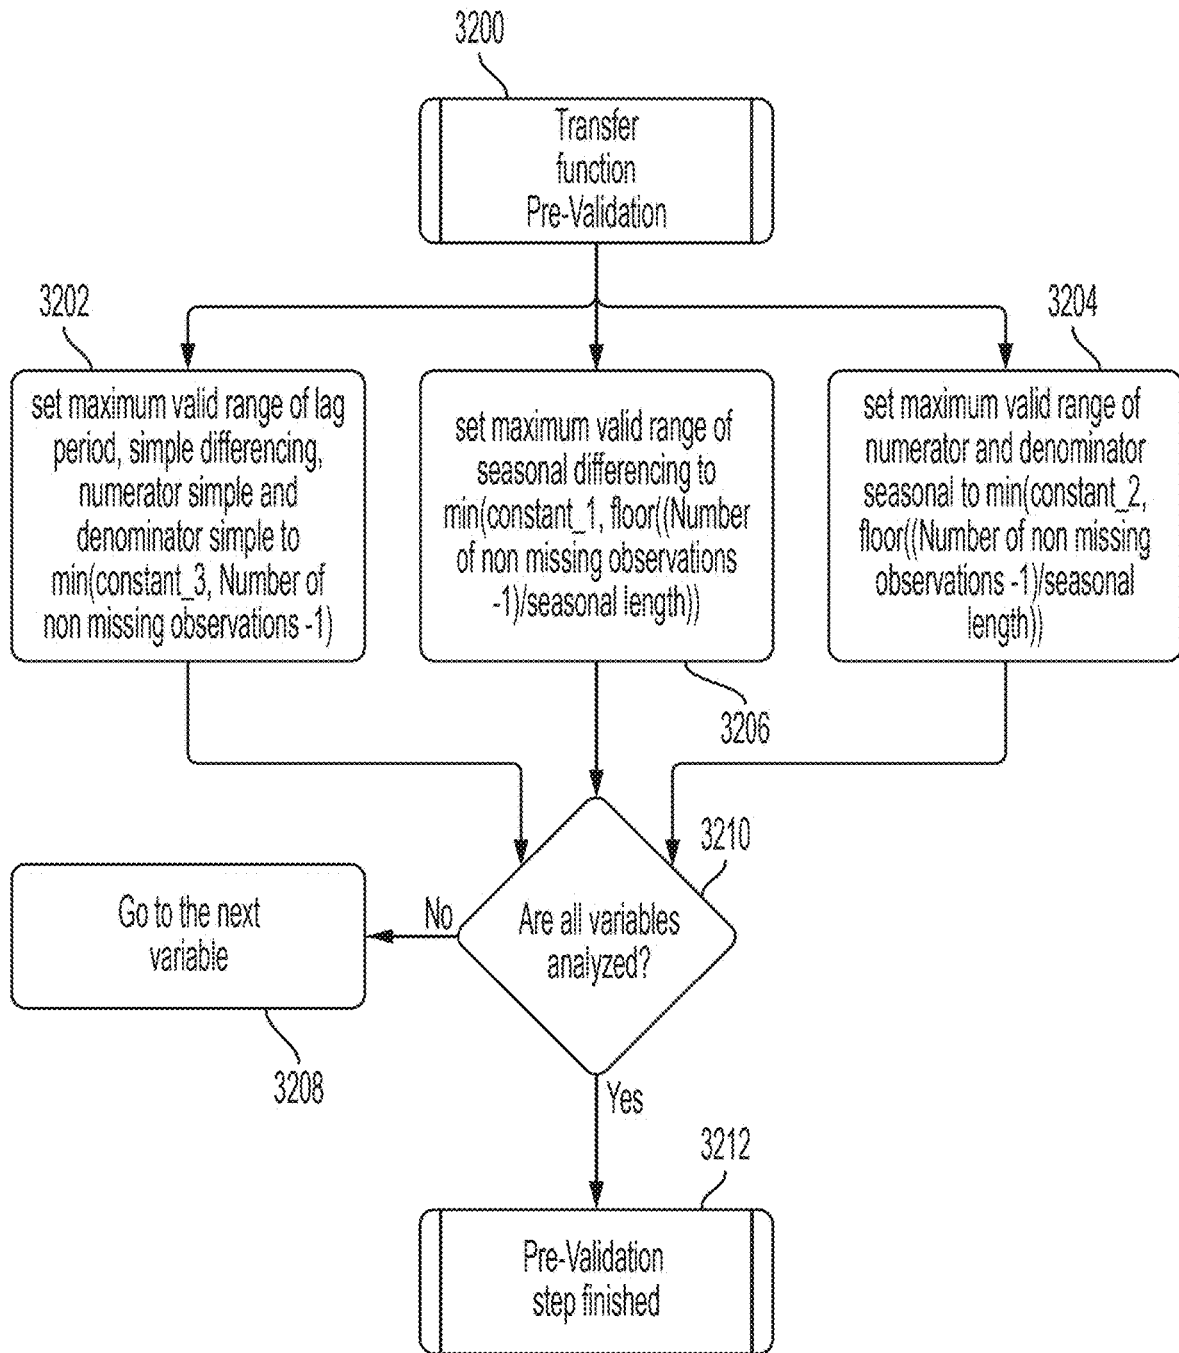 3200
Transfer
function
Pre-Validation
3202
set maximum valid range of lag
period, simple differencing,
numerator simple and
denominator simple to
min(constant_3, Number of
non missing observations -1)
set maximum valid range of
seasonal differencing to
min(constant_1, floor((Number
of non missing observations
-1)/seasonal length))
3206
3204
set maximum valid range of
numerator and denominator
seasonal to min(constant_2,
floor((Number of non missing
observations -1)/seasonal
length))
3210
Are all variables
analyzed?
No
Go to the next
variable
3208
Yes
3212
Pre-Validation
step finished